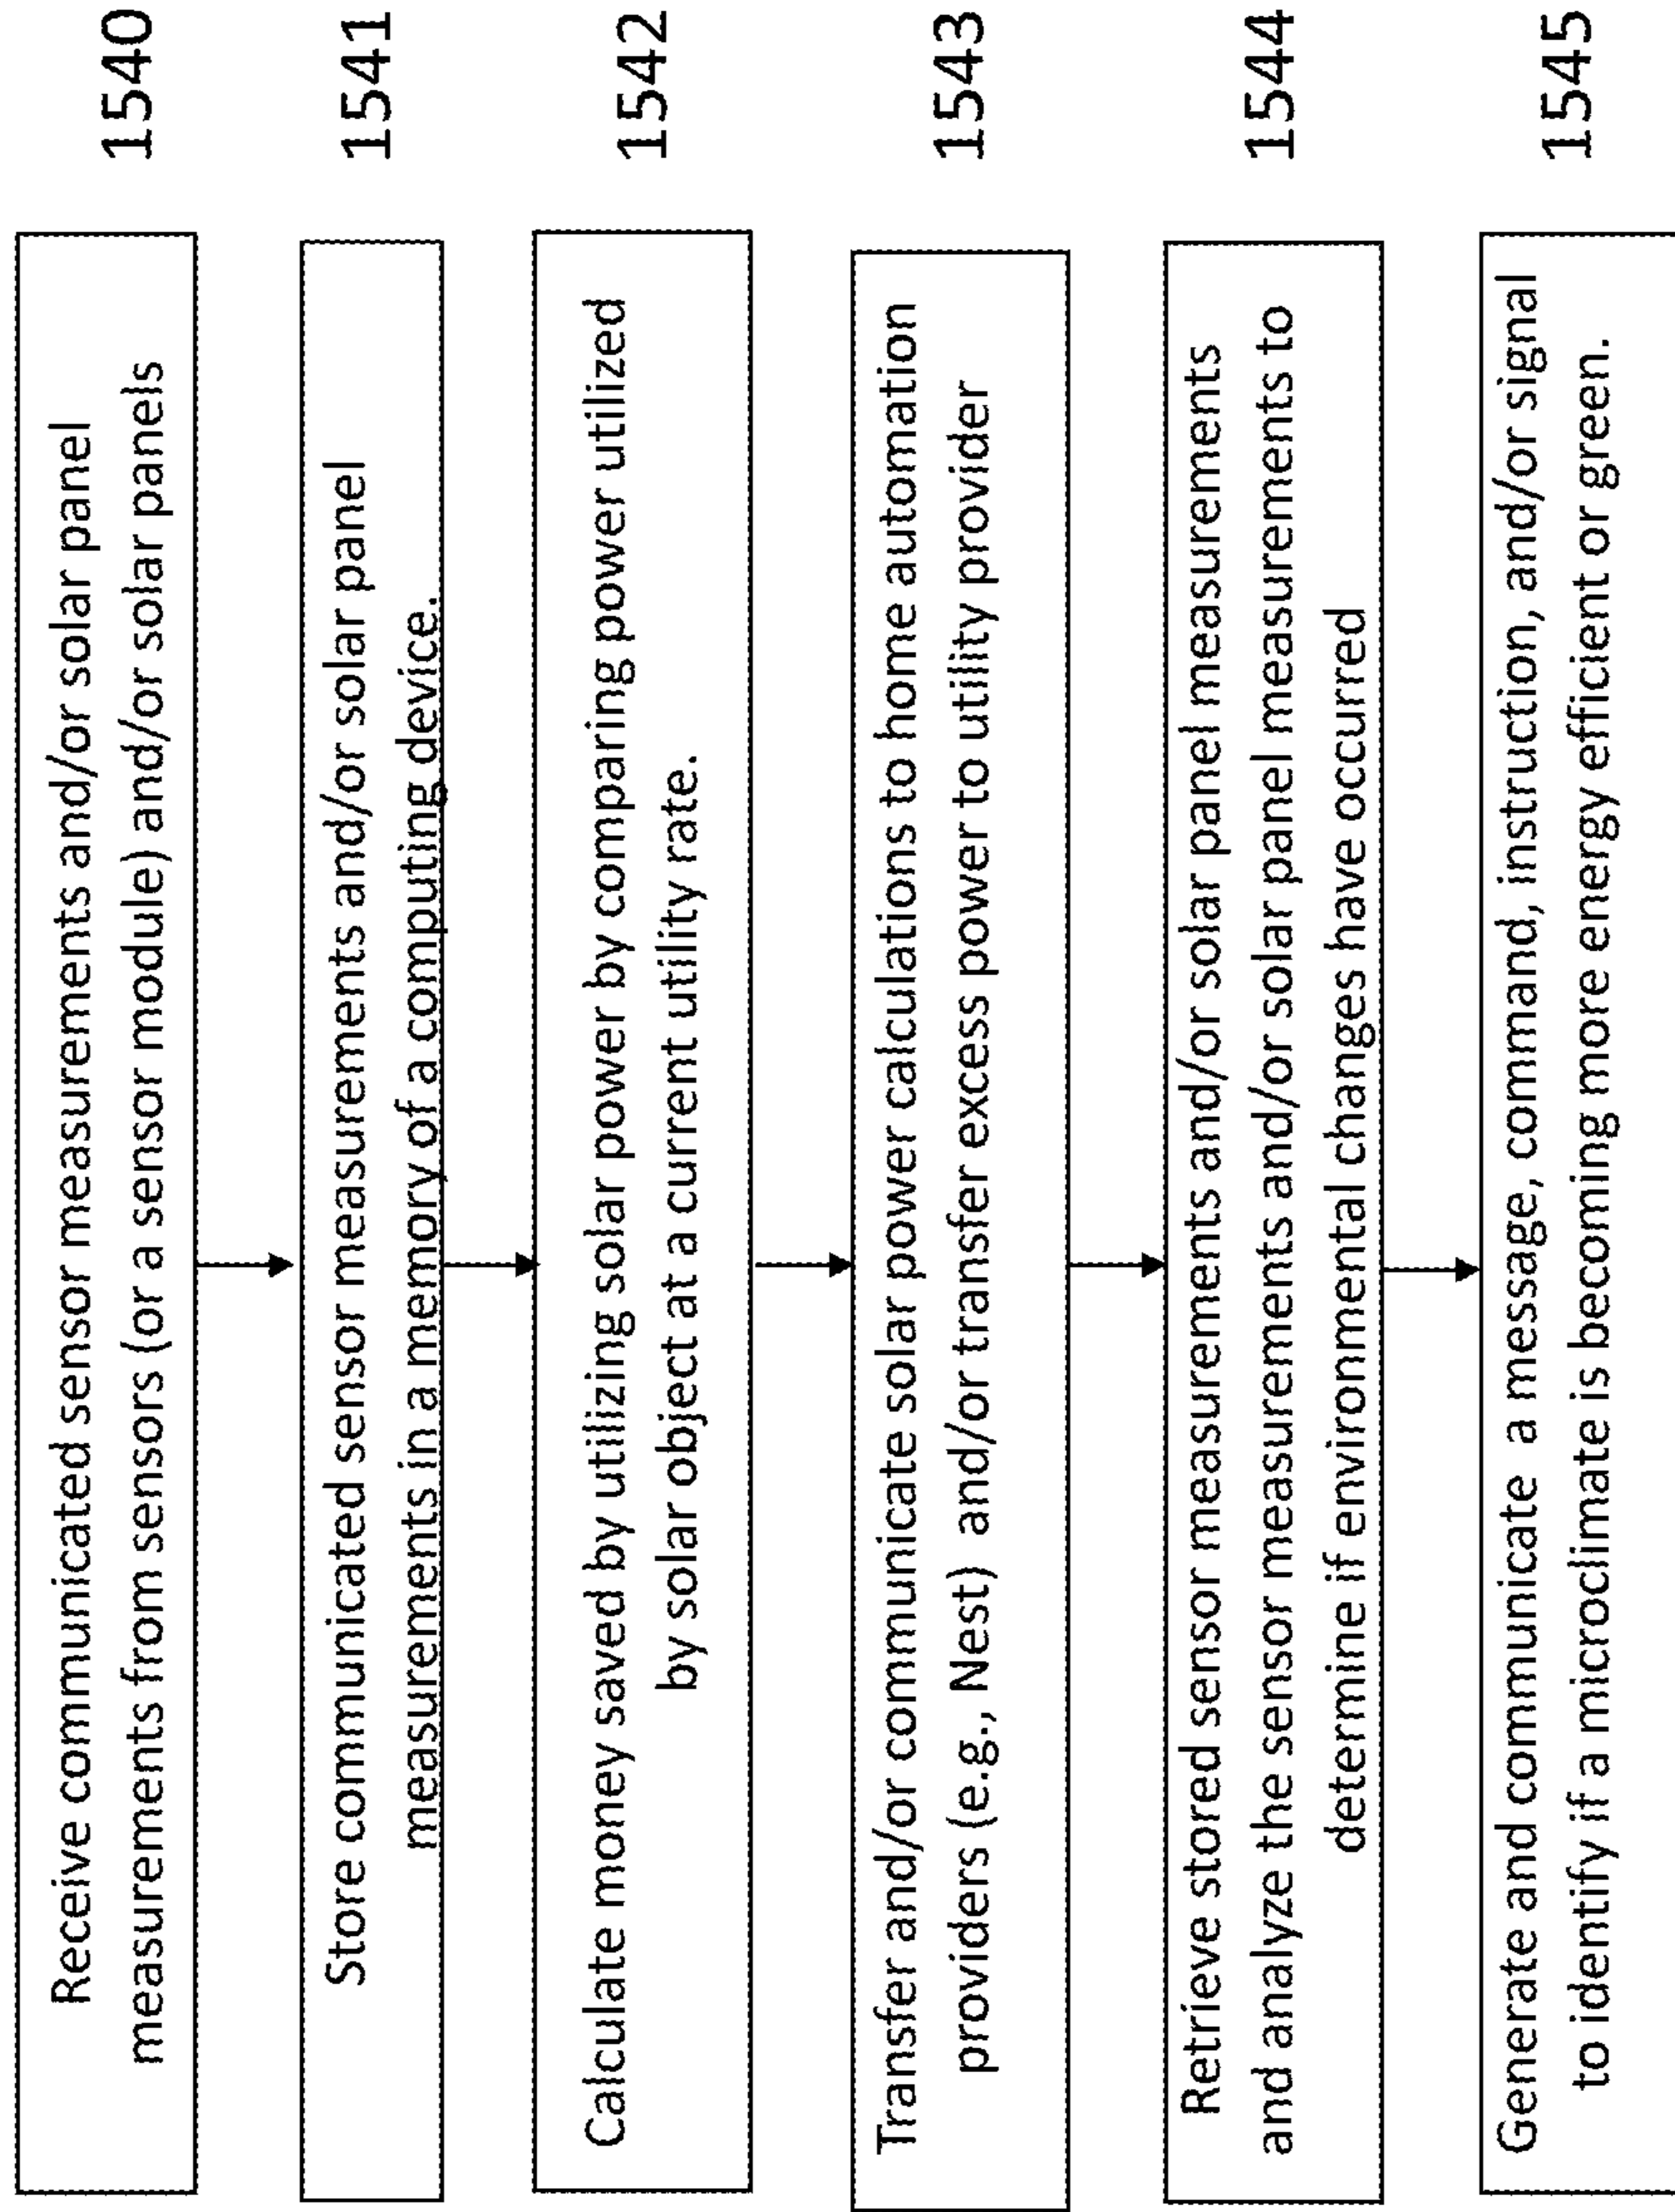 Receive communicated sensor measurements and/or solar panel
measurements from sensors (or a sensor module) and/or solar panels
1540
Store communicated sensor measurements and/or solar panel
measurements in a memory of a computing device.
1541
Calculate money saved by utilizing solar power by comparing power utilized
by solar object at a current utility rate.
1542
Transfer and/or communicate solar power calculations to home automation
providers (e.g., Nest) and/or transfer excess power to utility provider
1543
Retrieve stored sensor measurements and/or solar panel measurements
and analyze the sensor measurements and/or solar panel measurements to
determine if environmental changes have occurred
1544
Generate and communicate a message, command, instruction, and/or signal
to identify if a microclimate is becoming more energy efficient or green.
1545